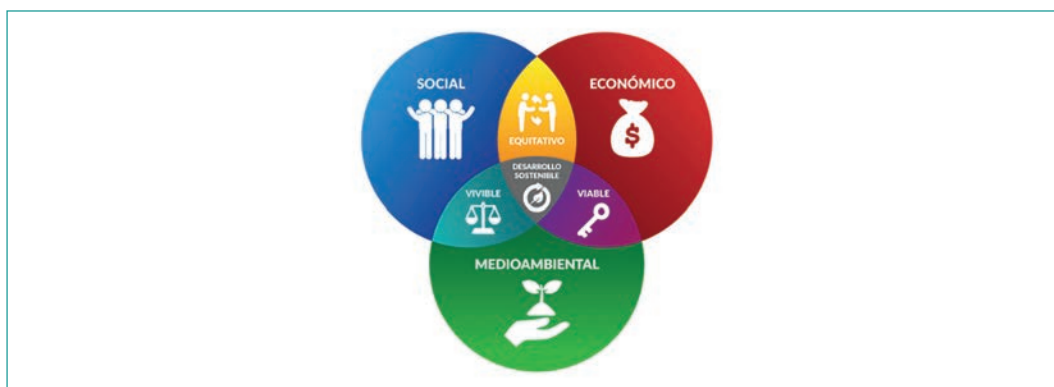 SOCIAL
ECONÓMICO
$
EQUITATIVO
DESARROLLO
SOSTENIBLE
VIVIBLE
VIABLE
MEDIOAMBIENTAL